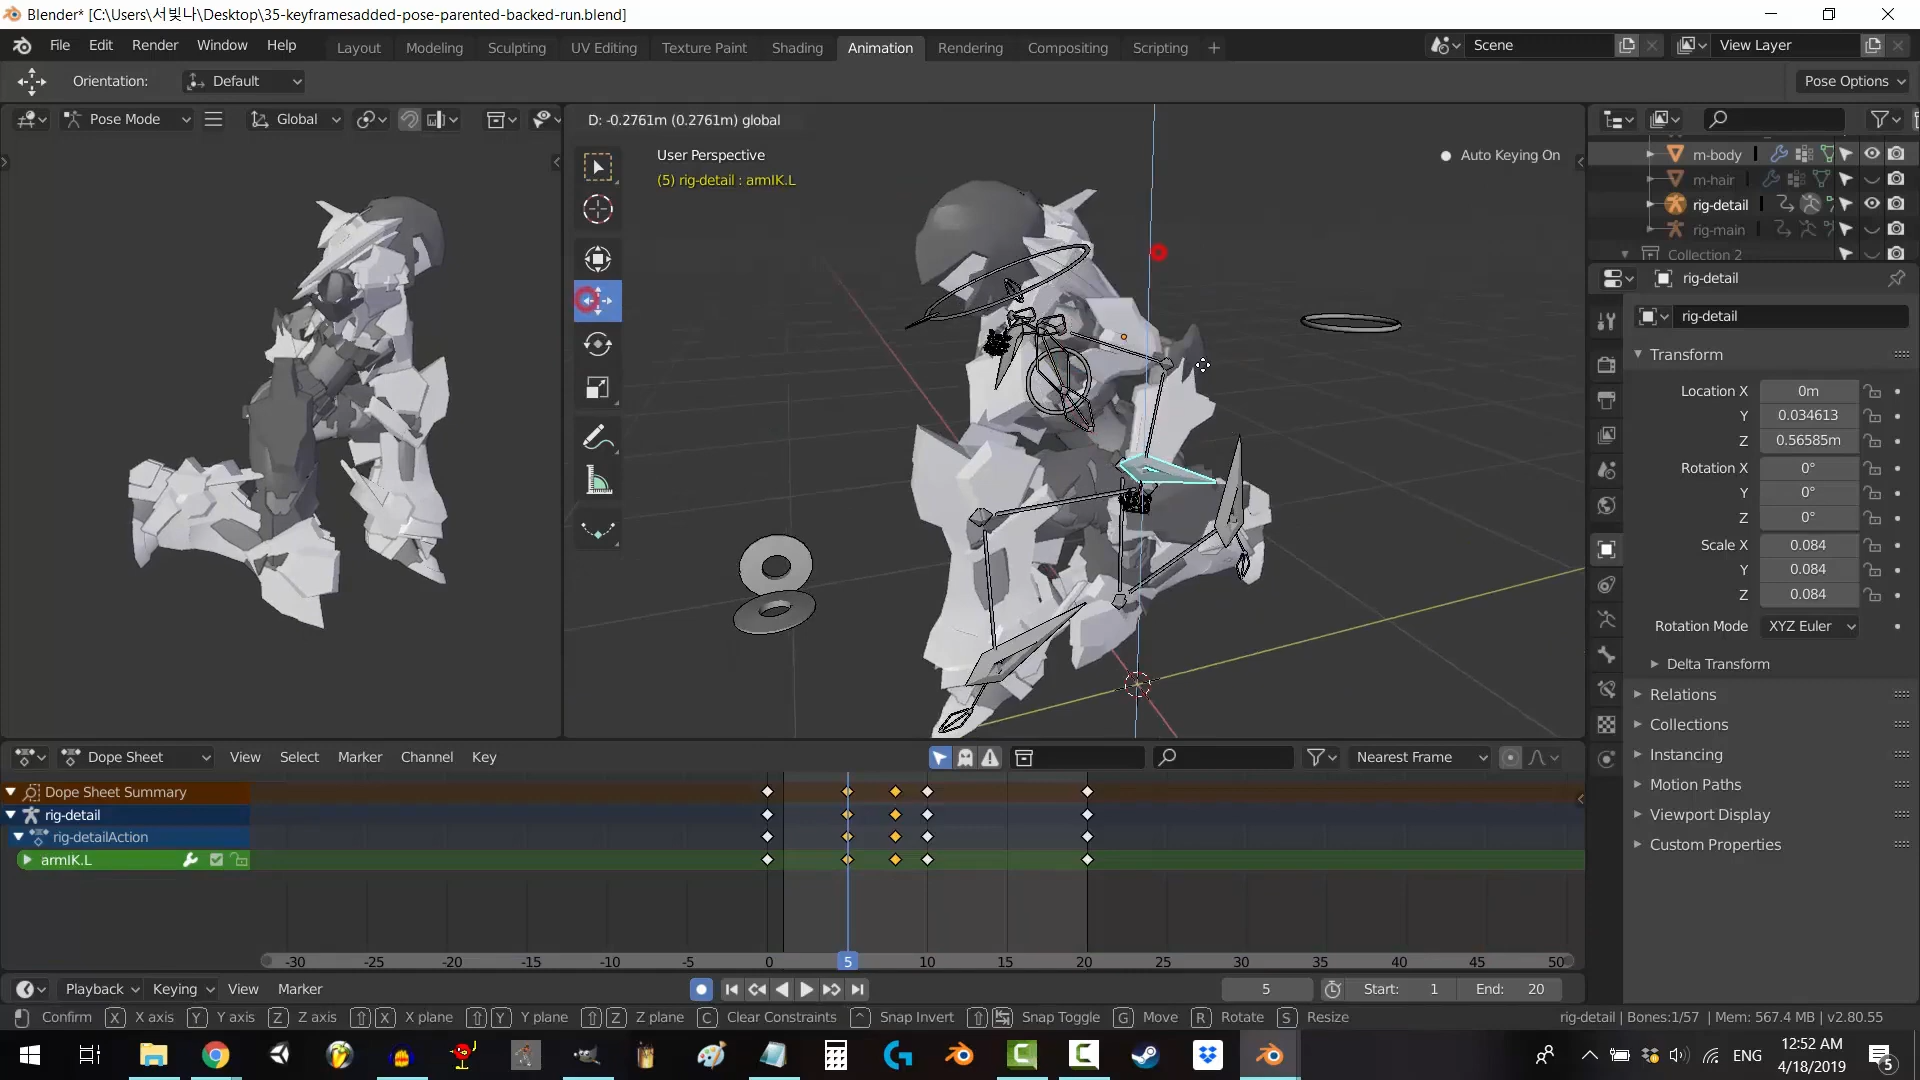 Blender* [C:\Users\서빛나\Desktop\35-keyframesadded-pose-parented-backed-run.blend]
File Edit Render Window Help
Layout Modeling Sculpting UV Editing Texture Paint Shading Animation Rendering Compositing Scripting +
Scene
View Layer
Orientation: Default
Pose Options
Pose Mode
Global
D: -0.2761m (0.2761m) global
User Perspective
(5) rig-detail : armIK.L
Auto Keying On
m-body
m-hair
rig-detail
rig-main
Collection 2
rig-detail
rig-detail
Transform
Location X 0m
Y 0.034613
Z 0.56585m
Rotation X 0°
Y 0°
Z 0°
Scale X 0.084
Y 0.084
Z 0.084
Rotation Mode XYZ Euler
Delta Transform
Relations
Collections
Instancing
Motion Paths
Viewport Display
Custom Properties
Dope Sheet View Select Marker Channel Key
Nearest Frame
Dope Sheet Summary
rig-detail
rig-detailAction
armIK.L
-30 -25 -20 -15 -10 -5 0 5 10 15 20 25 30 35 40 45 50
Playback Keying View Marker
5 Start: 1 End: 20
Confirm X X axis Y Y axis Z Z axis X X plane Y Y plane Z Z plane C Clear Constraints Snap Invert Snap Toggle G Move R Rotate S Resize
rig-detail | Bones:1/57 | Mem: 567.4 MB | v2.80.55
ENG
12:52 AM
4/18/2019
5